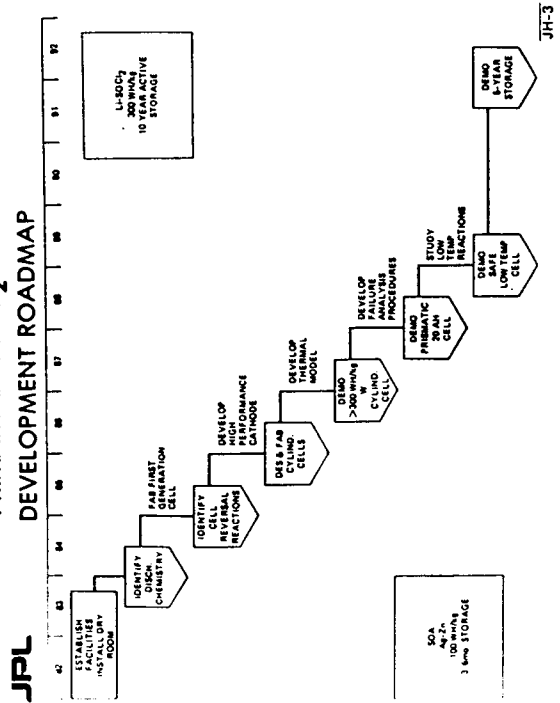 JPL
2
DEVELOPMENT ROADMAP
82 83 84 85 86 87 88 89 90 91 92
ESTABLISH
FACILITIES
INSTALL DRY
ROOM
IDENTIFY
DISCH.
CHEMISTRY
FAB FIRST
GENERATION
CELL
IDENTIFY
CELL
REVERSAL
REACTIONS
DEVELOP
HIGH
PERFORMANCE
CATHODE
DES & FAB
CYLIND.
CELLS
DEVELOP
THERMAL
MODEL
DEMO
>300 WH/kg
W
CYLIND.
CELL
DEVELOP
FAILURE
ANALYSIS
PROCEDURES
DEMO
PRISMATIC
20 AH
CELL
STUDY
LOW
TEMP
REACTIONS
DEMO
SAFE
LOW TEMP
CELL
DEMO
5-YEAR
STORAGE
Li-SOCl2
300 WH/kg
10 YEAR ACTIVE
STORAGE
SOA
Ag-Zn
100 WH/kg
3 6mo STORAGE
JH-3